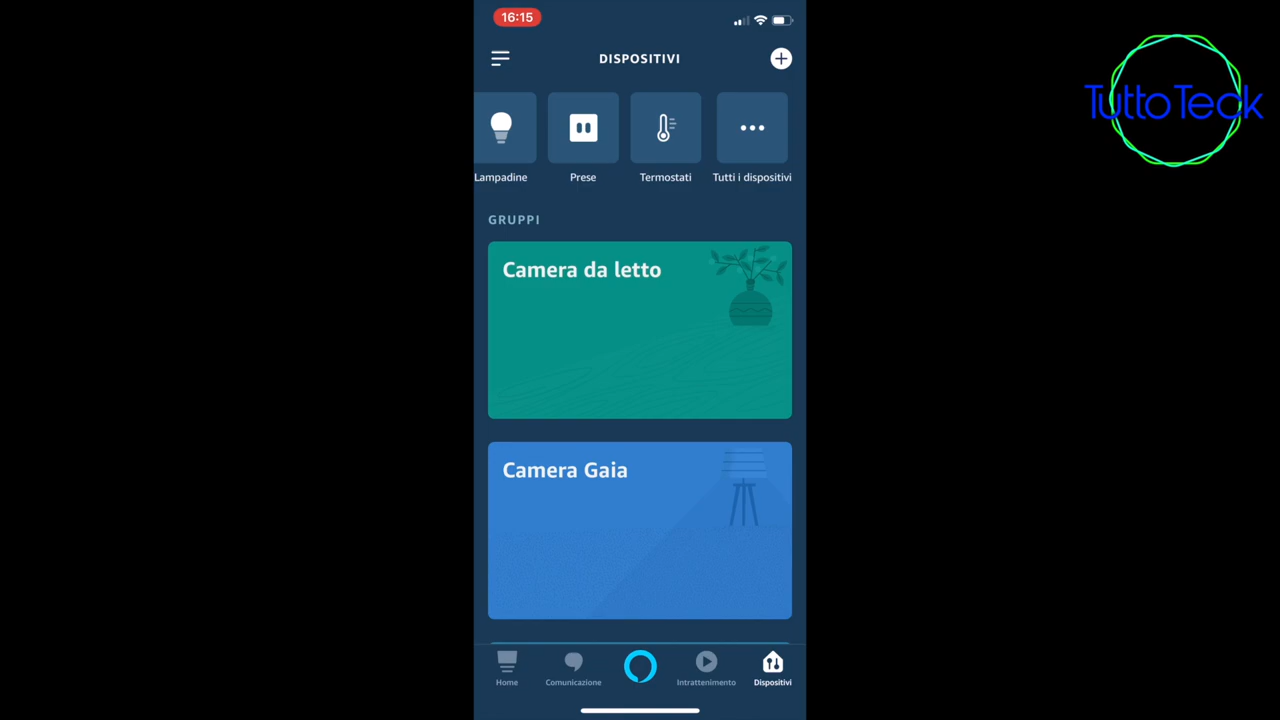 16:15
DISPOSITIVI
Lampadine
Prese
Termostati
Tutti i dispositivi
GRUPPI
Camera da letto
Camera Gaia
Home
Comunicazione
Intrattenimento
Dispositivi
TuttoTeck